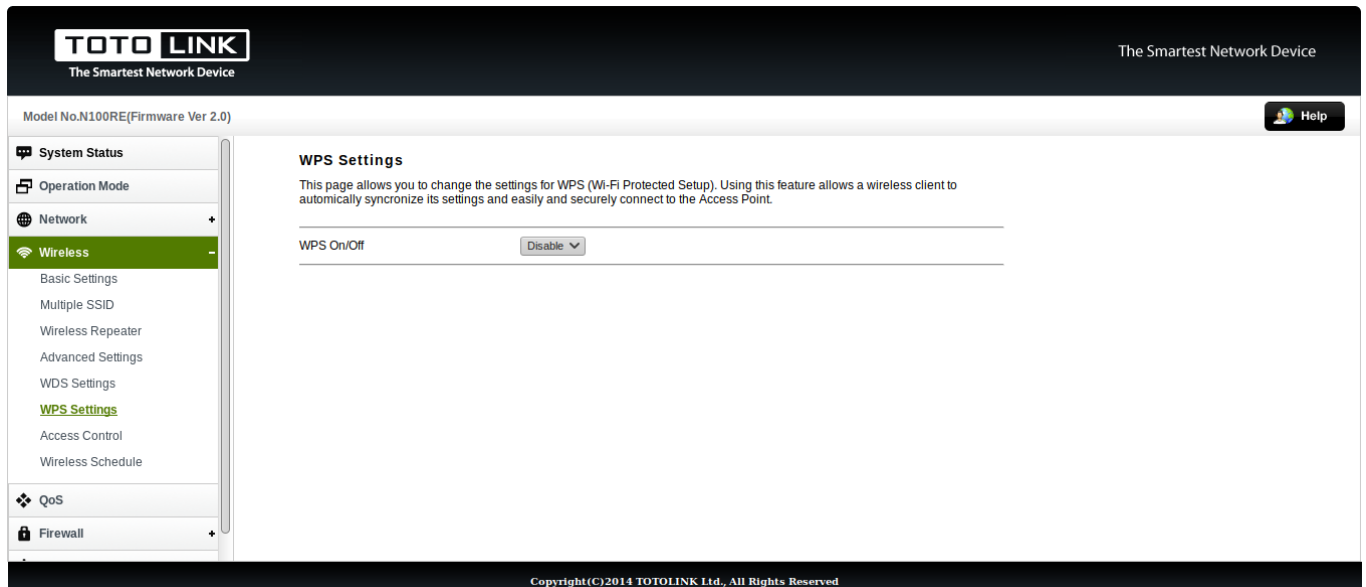 TOTO LINK
The Smartest Network Device
The Smartest Network Device
Model No.N100RE(Firmware Ver 2.0)
Help
System Status
Operation Mode
Network +
Wireless -
Basic Settings
Multiple SSID
Wireless Repeater
Advanced Settings
WDS Settings
WPS Settings
Access Control
Wireless Schedule
QoS
Firewall +
WPS Settings
This page allows you to change the settings for WPS (Wi-Fi Protected Setup). Using this feature allows a wireless client to
automically syncronize its settings and easily and securely connect to the Access Point.
WPS On/Off Disable
Copyright(C)2014 TOTOLINK Ltd., All Rights Reserved